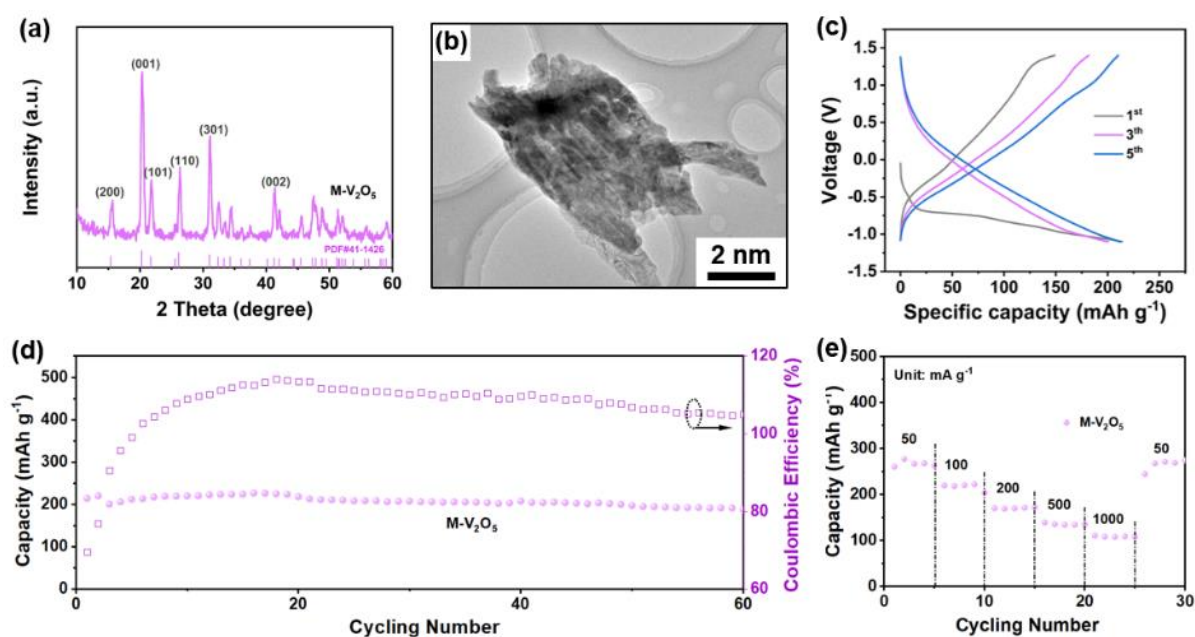 (a)
Intensity (a.u.)
(200)
(001)
(101)
(110)
(301)
(002)
M-V₂O₅
PDF#41-1426
10 20 30 40 50 60
2 Theta (degree)
(b)
2 nm
(c)
Voltage (V)
1.5
1.0
0.5
0.0
-0.5
-1.0
-1.5
1ˢᵗ
3ᵗʰ
5ᵗʰ
0 50 100 150 200 250
Specific capacity (mAh g⁻¹)
(d)
Capacity (mAh g⁻¹)
500
400
300
200
100
0
M-V₂O₅
120
100
80
60
Coulombic Efficiency (%)
0 20 40 60
Cycling Number
(e)
Capacity (mAh g⁻¹)
500
400
300
200
100
0
Unit: mA g⁻¹
M-V₂O₅
50
100
200
500
1000
50
0 10 20 30
Cycling Number